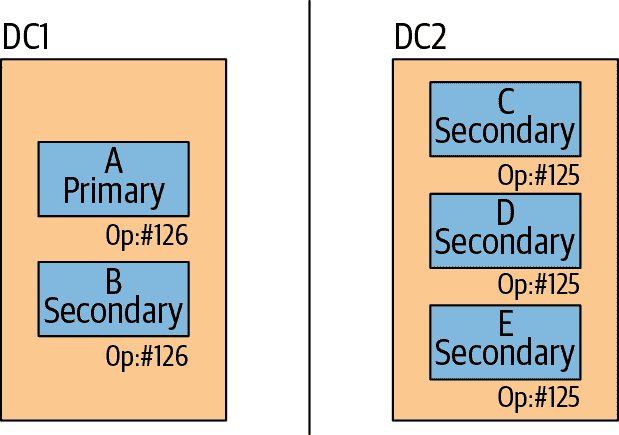 DC1
A
Primary
Op:#126
B
Secondary
Op:#126
DC2
C
Secondary
Op:#125
D
Secondary
Op:#125
E
Secondary
Op:#125